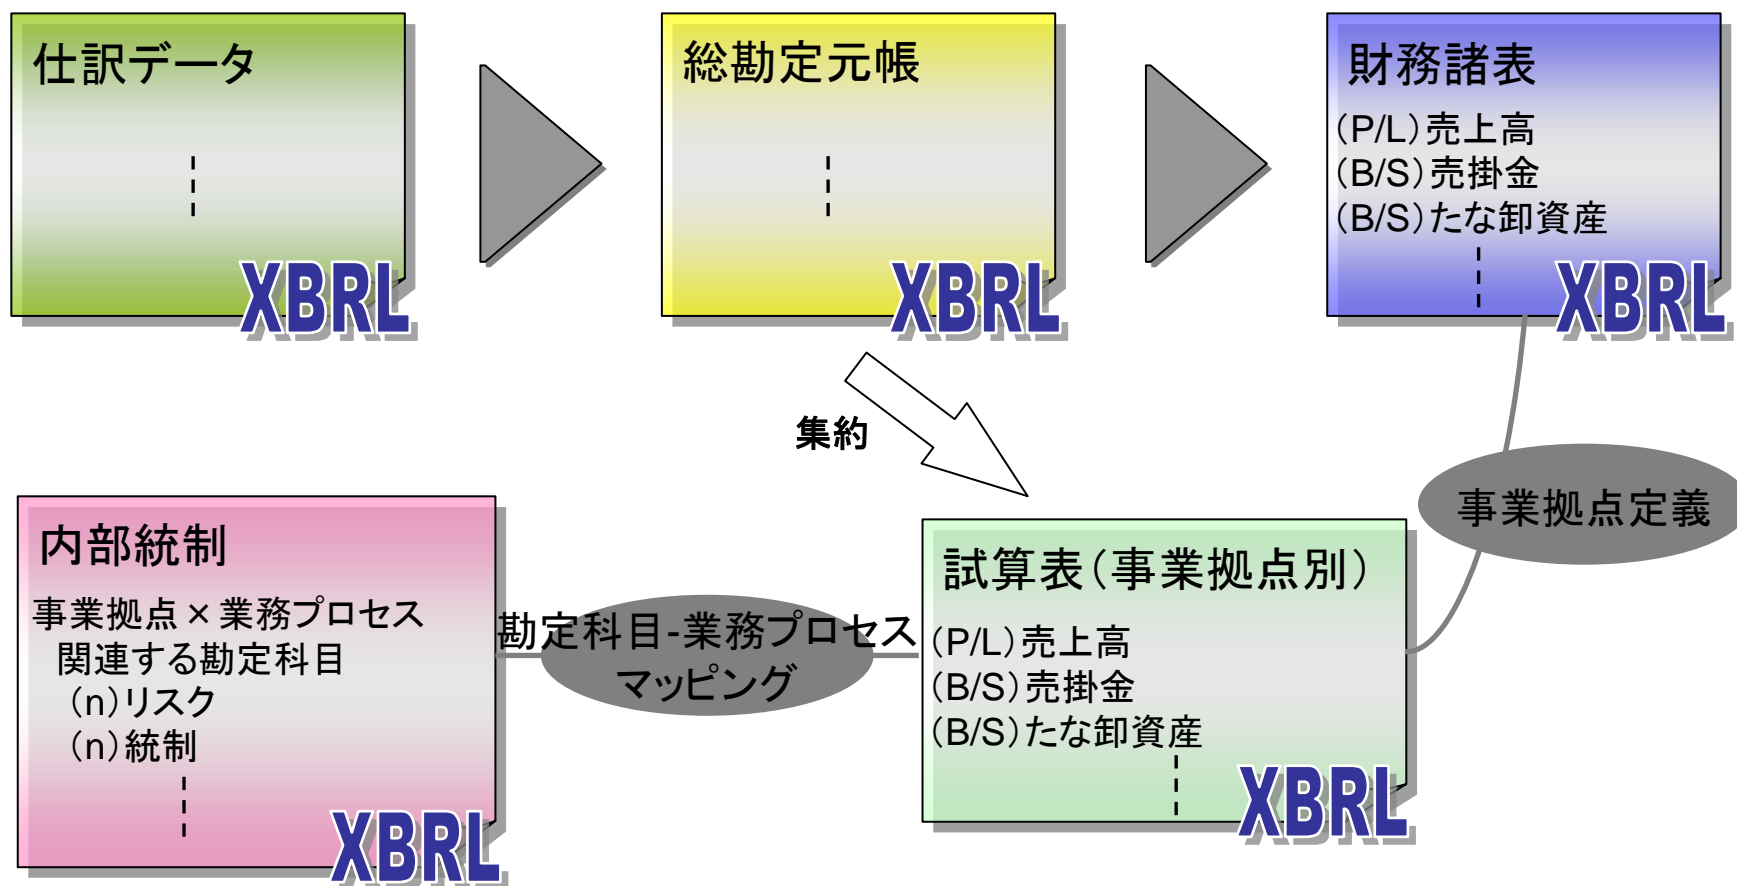 仕訳データ
XBRL
総勘定元帳
XBRL
財務諸表
(P/L)売上高
(B/S)売掛金
(B/S)たな卸資産
XBRL
集約
事業拠点定義
内部統制
事業拠点×業務プロセス
関連する勘定科目
(n)リスク
(n)統制
XBRL
勘定科目-業務プロセス
マッピング
試算表(事業拠点別)
(P/L)売上高
(B/S)売掛金
(B/S)たな卸資産
XBRL